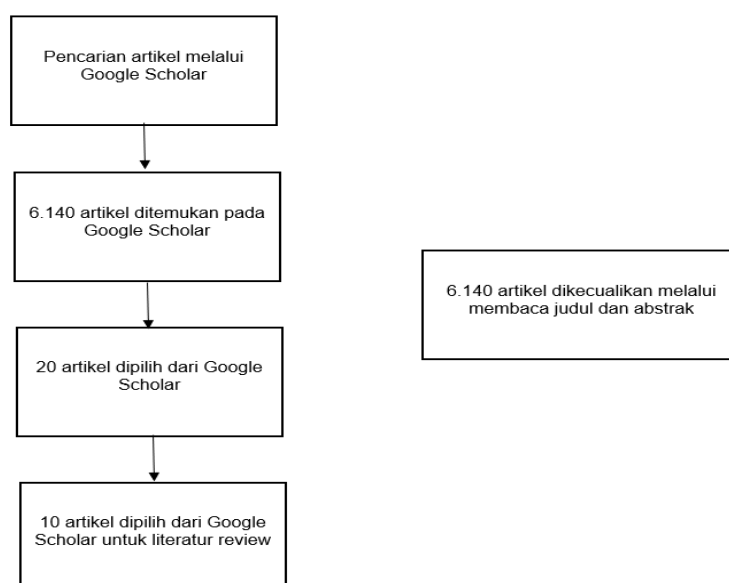 Pencarian artikel melalui
Google Scholar
6.140 artikel ditemukan pada
Google Scholar
6.140 artikel dikecualikan melalui
membaca judul dan abstrak
20 artikel dipilih dari Google
Scholar
10 artikel dipilih dari Google
Scholar untuk literatur review